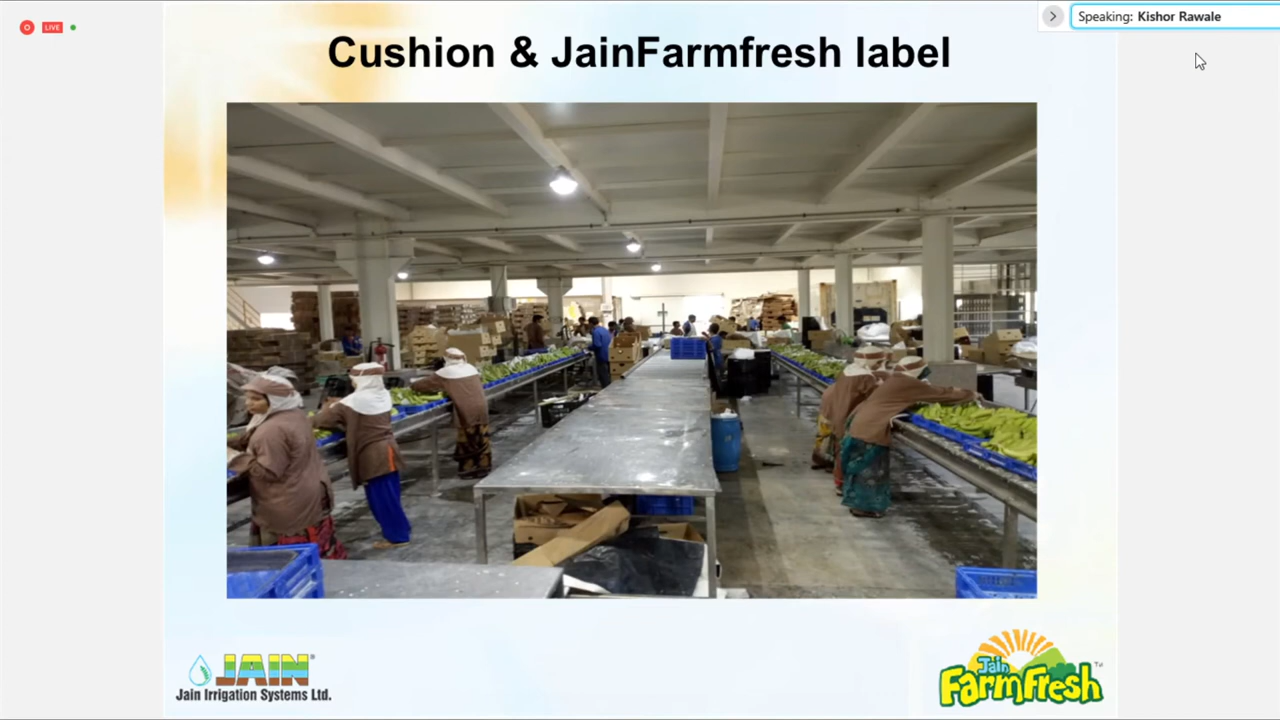 LIVE
Speaking: Kishor Rawale
Cushion & JainFarmfresh label
JAIN®
Jain Irrigation Systems Ltd.
Jain
FarmFresh